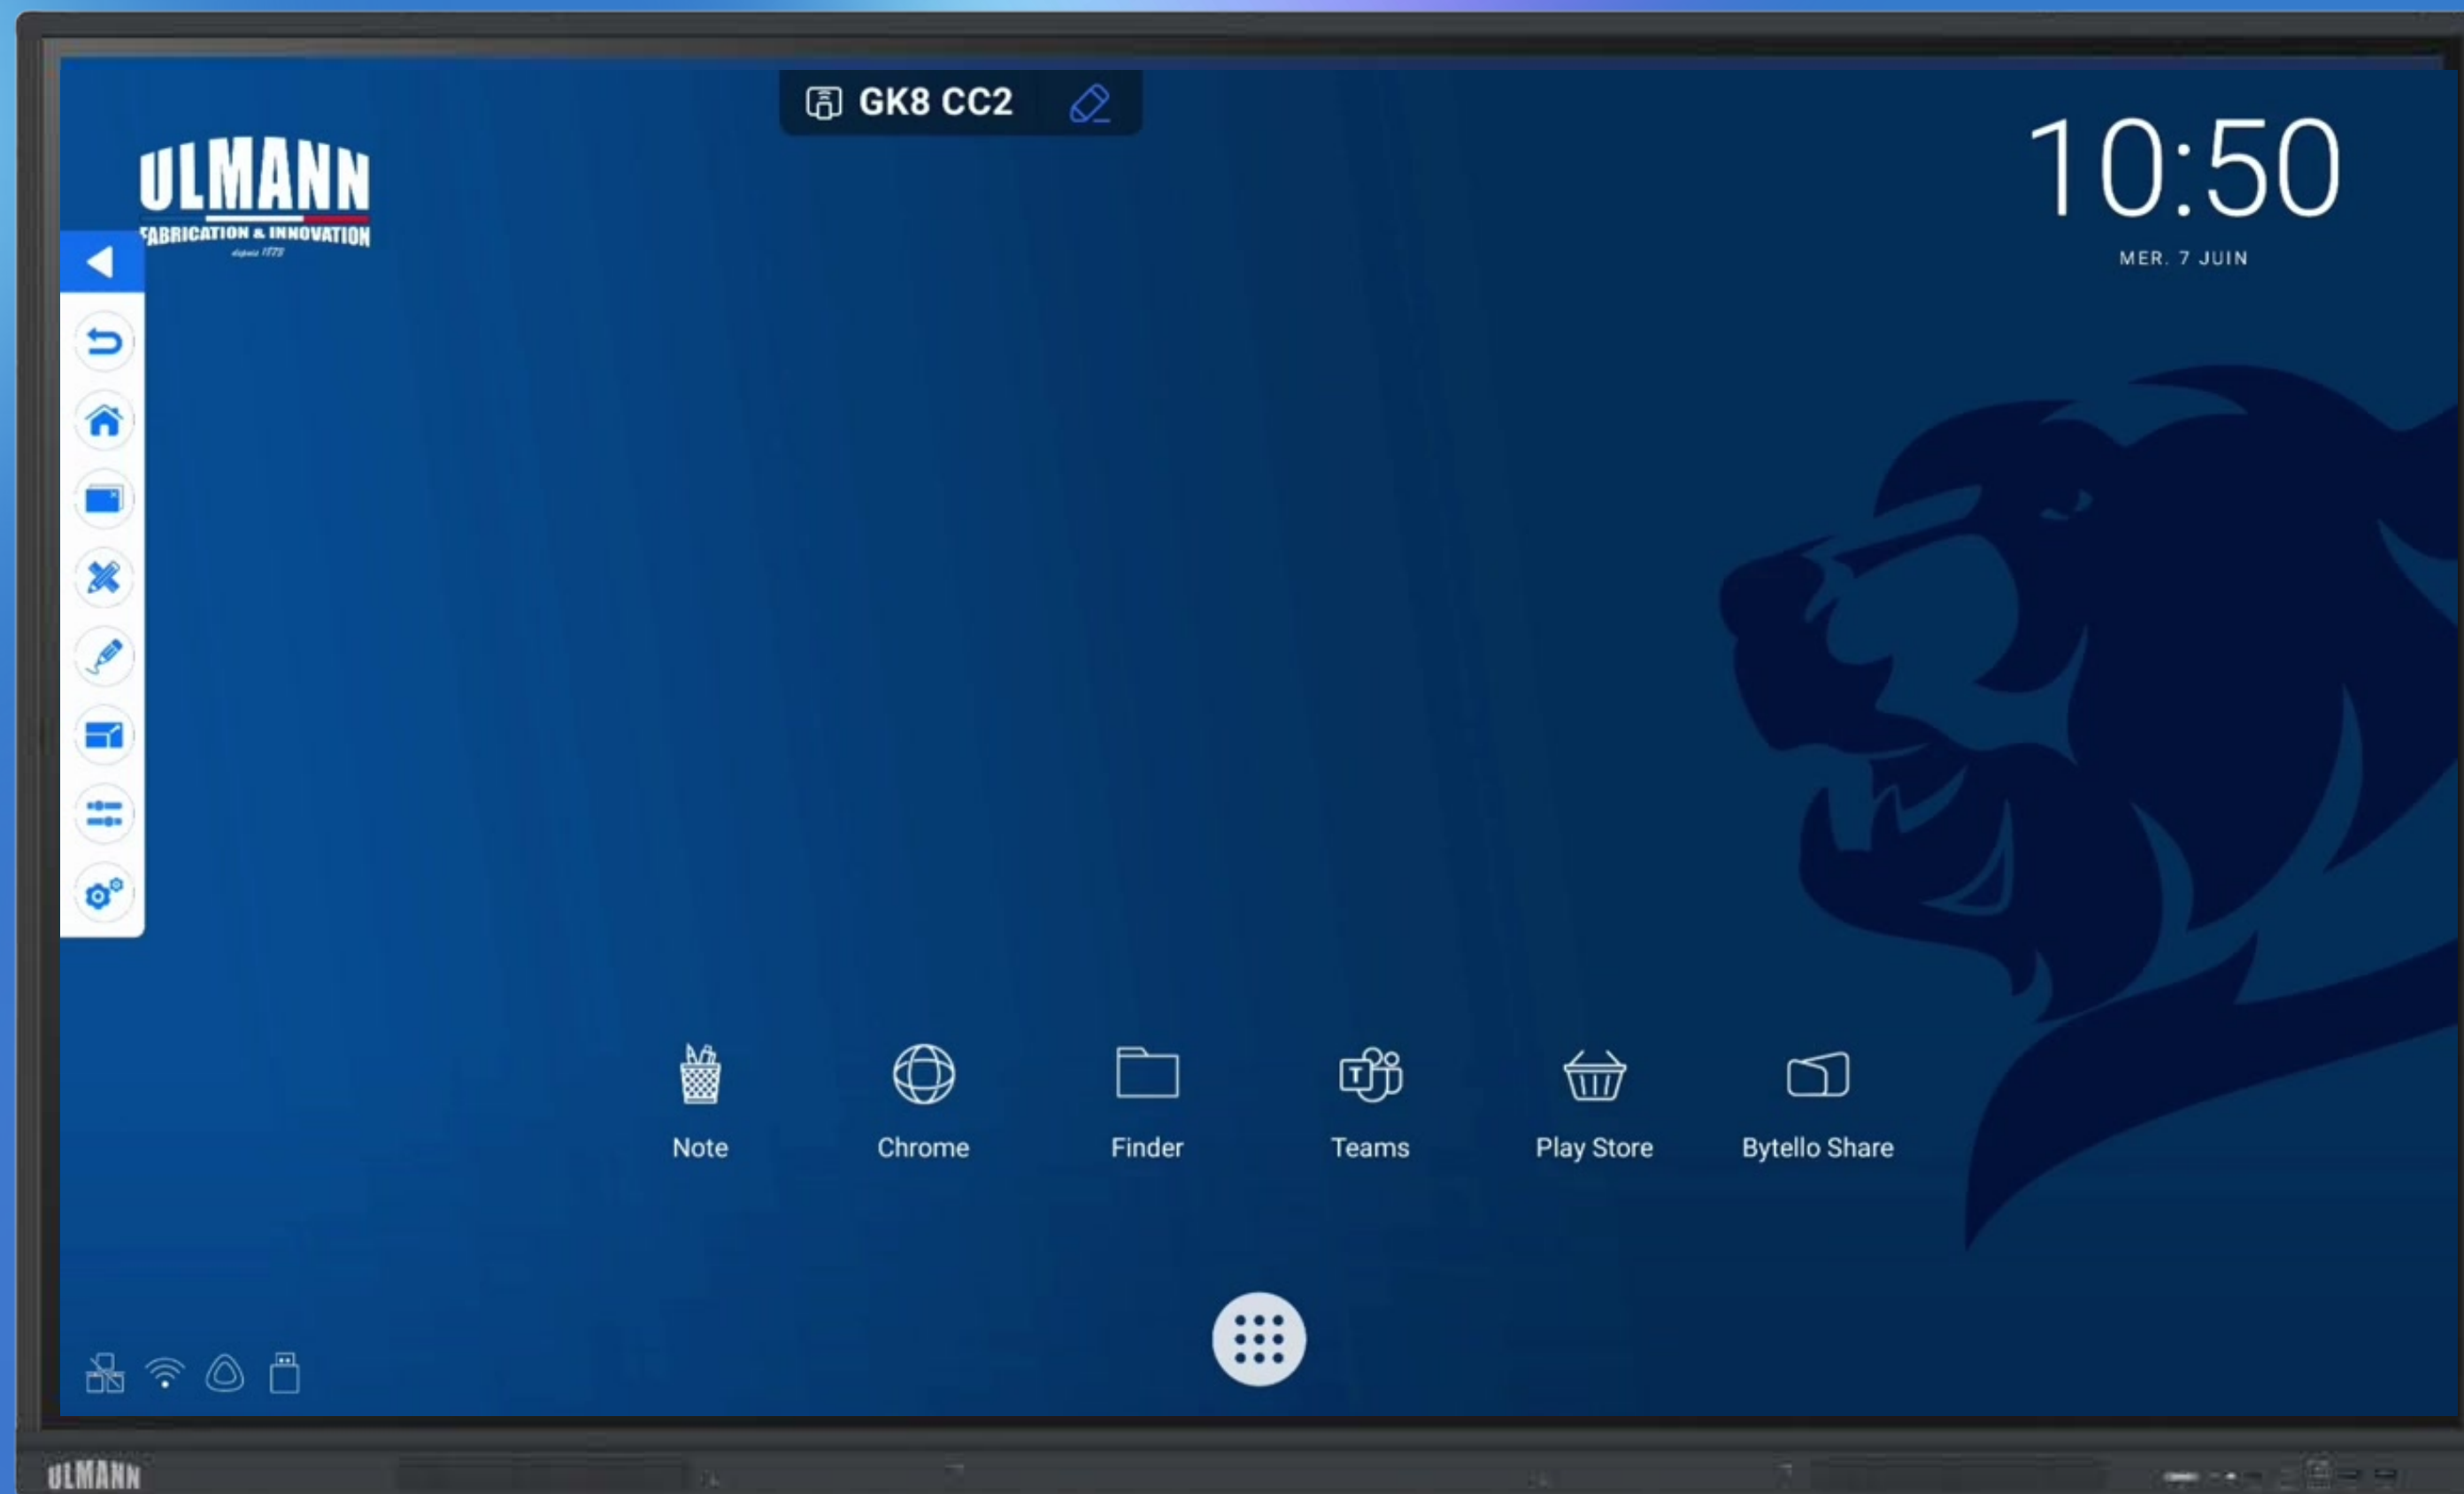 GK8 CC2
ULMANN
FABRICATION & INNOVATION
10:50
MER. 7 JUIN
Note
Chrome
Finder
Teams
Play Store
Bytello Share
ULMANN